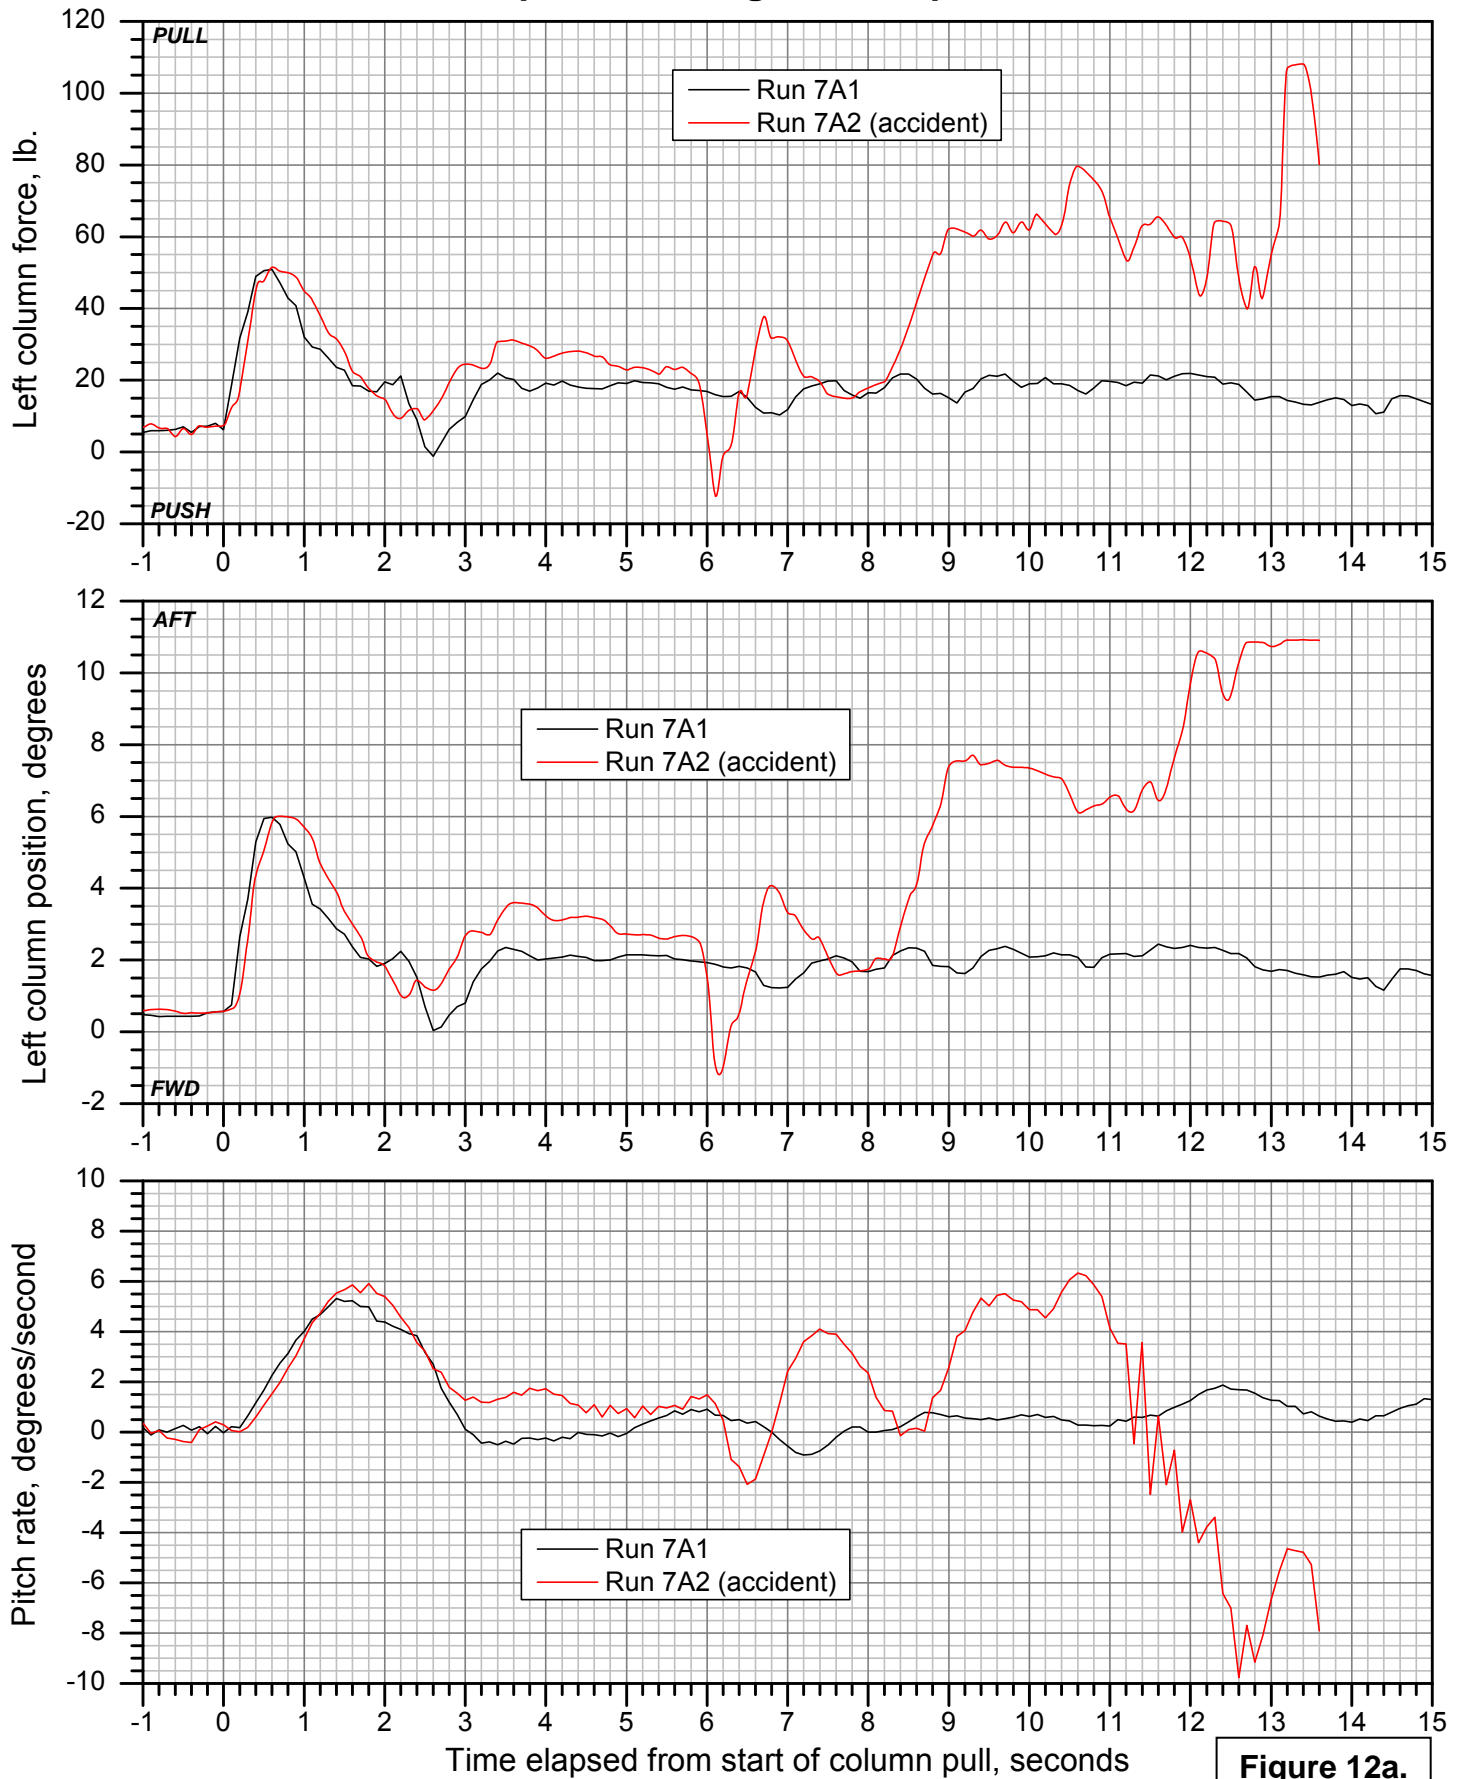 120
PULL
100
80
60
40
20
0
-20
PUSH
Left column force, lb.
Run 7A1
Run 7A2 (accident)
-1 0 1 2 3 4 5 6 7 8 9 10 11 12 13 14 15
12
AFT
10
8
6
4
2
0
-2
FWD
Left column position, degrees
Run 7A1
Run 7A2 (accident)
-1 0 1 2 3 4 5 6 7 8 9 10 11 12 13 14 15
10
8
6
4
2
0
-2
-4
-6
-8
-10
Pitch rate, degrees/second
Run 7A1
Run 7A2 (accident)
-1 0 1 2 3 4 5 6 7 8 9 10 11 12 13 14 15
Time elapsed from start of column pull, seconds
Figure 12a.